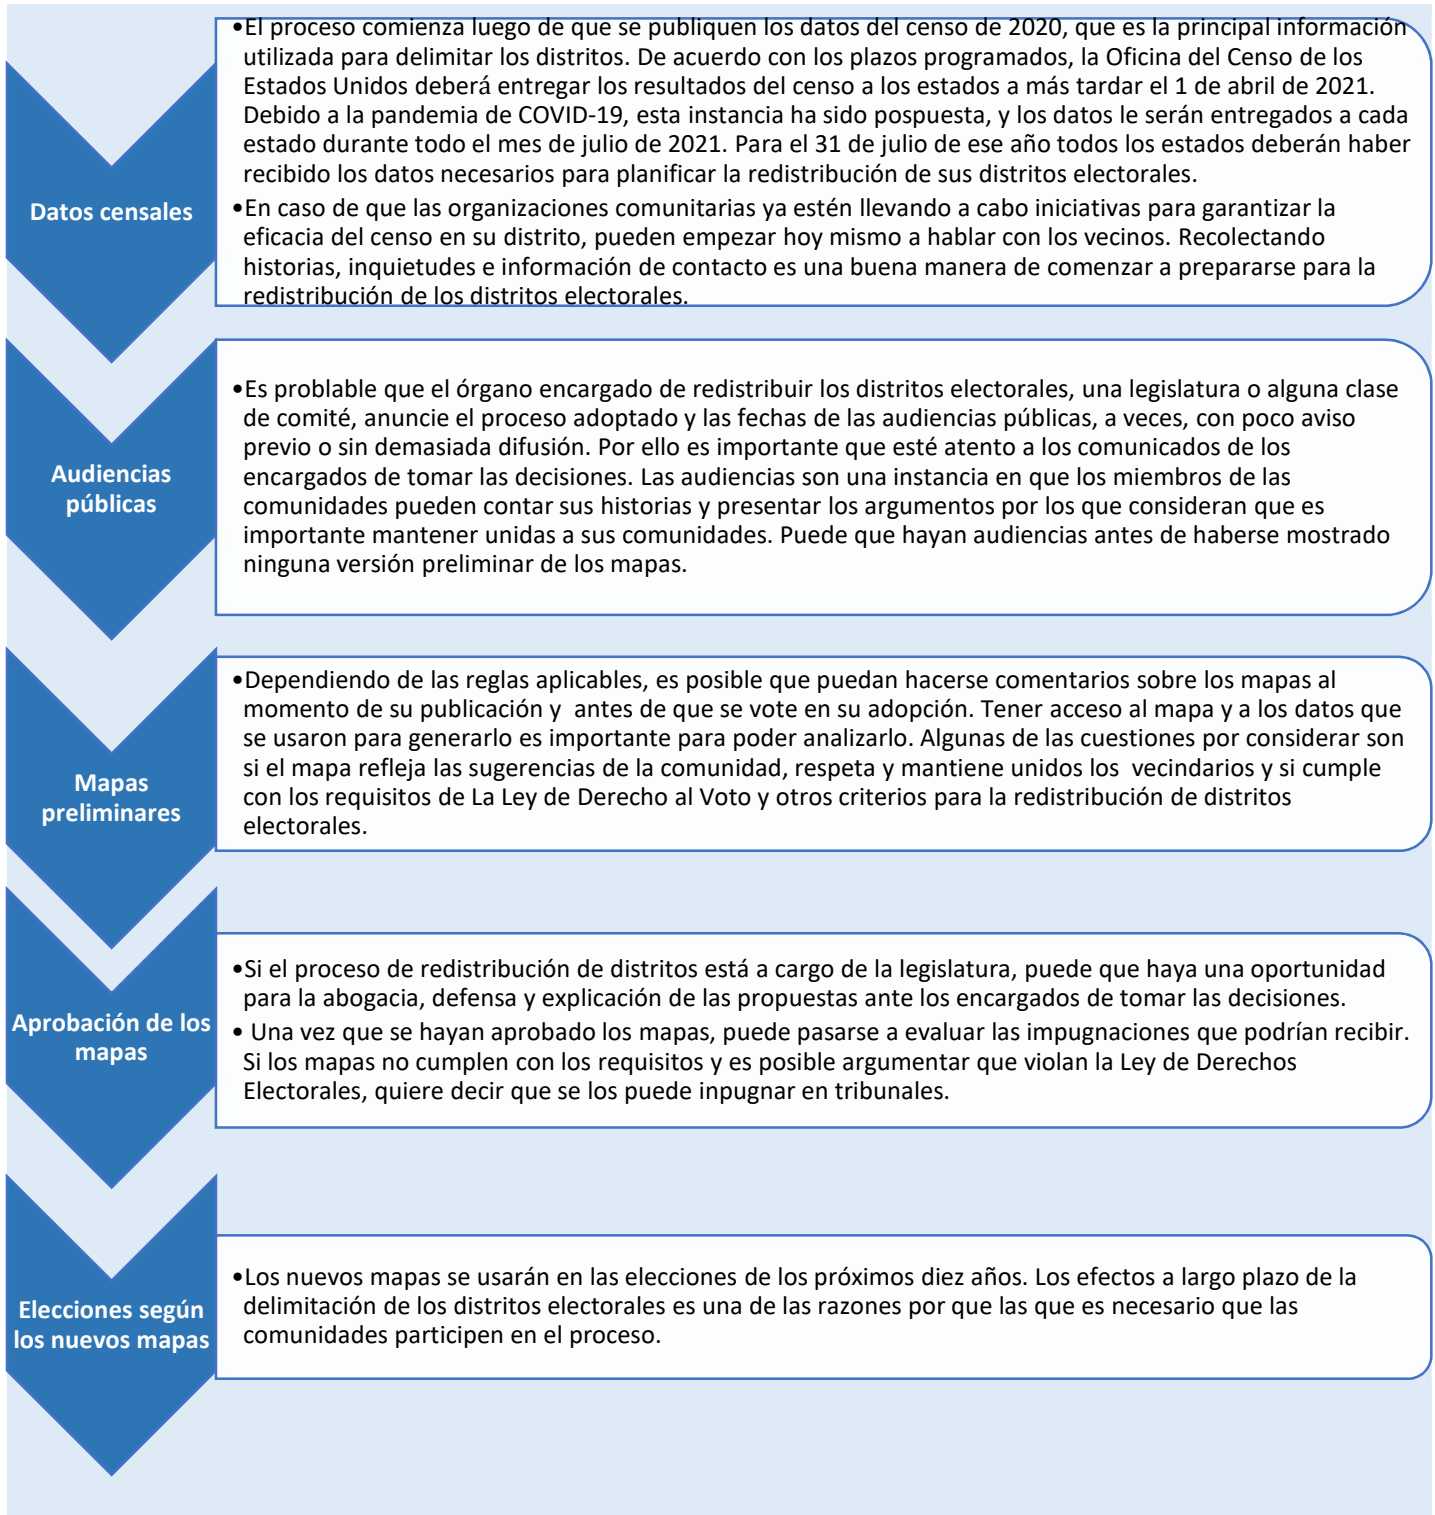 Datos censales
•El proceso comienza luego de que se publiquen los datos del censo de 2020, que es la principal información
utilizada para delimitar los distritos. De acuerdo con los plazos programados, la Oficina del Censo de los
Estados Unidos deberá entregar los resultados del censo a los estados a más tardar el 1 de abril de 2021.
Debido a la pandemia de COVID-19, esta instancia ha sido pospuesta, y los datos le serán entregados a cada
estado durante todo el mes de julio de 2021. Para el 31 de julio de ese año todos los estados deberán haber
recibido los datos necesarios para planificar la redistribución de sus distritos electorales.
•En caso de que las organizaciones comunitarias ya estén llevando a cabo iniciativas para garantizar la
eficacia del censo en su distrito, pueden empezar hoy mismo a hablar con los vecinos. Recolectando
historias, inquietudes e información de contacto es una buena manera de comenzar a prepararse para la
redistribución de los distritos electorales.
Audiencias
públicas
•Es problable que el órgano encargado de redistribuir los distritos electorales, una legislatura o alguna clase
de comité, anuncie el proceso adoptado y las fechas de las audiencias públicas, a veces, con poco aviso
previo o sin demasiada difusión. Por ello es importante que esté atento a los comunicados de los
encargados de tomar las decisiones. Las audiencias son una instancia en que los miembros de las
comunidades pueden contar sus historias y presentar los argumentos por los que consideran que es
importante mantener unidas a sus comunidades. Puede que hayan audiencias antes de haberse mostrado
ninguna versión preliminar de los mapas.
Mapas
preliminares
•Dependiendo de las reglas aplicables, es posible que puedan hacerse comentarios sobre los mapas al
momento de su publicación y antes de que se vote en su adopción. Tener acceso al mapa y a los datos que
se usaron para generarlo es importante para poder analizarlo. Algunas de las cuestiones por considerar son
si el mapa refleja las sugerencias de la comunidad, respeta y mantiene unidos los vecindarios y si cumple
con los requisitos de La Ley de Derecho al Voto y otros criterios para la redistribución de distritos
electorales.
Aprobación de los
mapas
•Si el proceso de redistribución de distritos está a cargo de la legislatura, puede que haya una oportunidad
para la abogacia, defensa y explicación de las propuestas ante los encargados de tomar las decisiones.
• Una vez que se hayan aprobado los mapas, puede pasarse a evaluar las impugnaciones que podrían recibir.
Si los mapas no cumplen con los requisitos y es posible argumentar que violan la Ley de Derechos
Electorales, quiere decir que se los puede inpugnar en tribunales.
Elecciones según
los nuevos mapas
•Los nuevos mapas se usarán en las elecciones de los próximos diez años. Los efectos a largo plazo de la
delimitación de los distritos electorales es una de las razones por que las que es necesario que las
comunidades participen en el proceso.